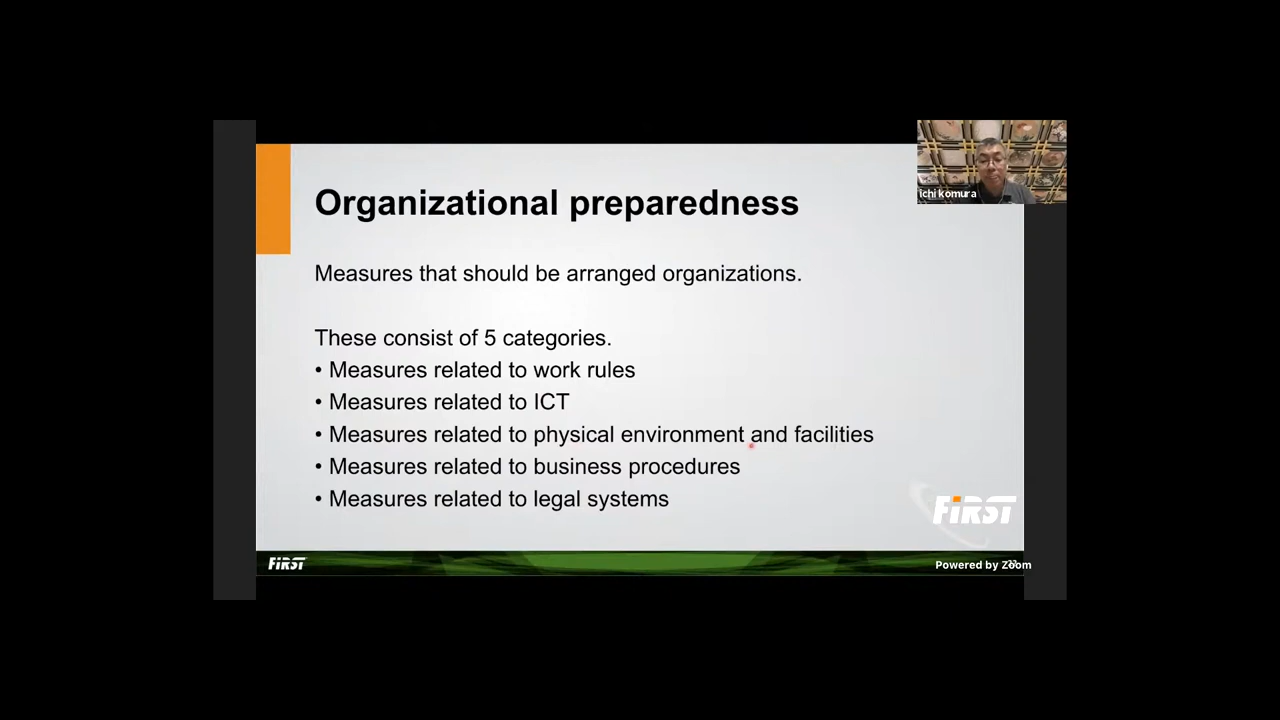 Organizational preparedness
ichi komura
Measures that should be arranged organizations.
These consist of 5 categories.
• Measures related to work rules
• Measures related to ICT
• Measures related to physical environment and facilities
• Measures related to business procedures
• Measures related to legal systems
FiRST
FiRST
Powered by Zoom